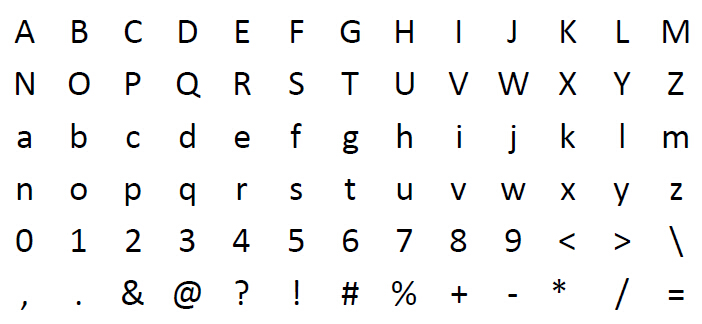 A B C D E F G H I J K L M
N O P Q R S T U V W X Y Z
a b c d e f g h i j k l m
n o p q r s t u v w x y z
0 1 2 3 4 5 6 7 8 9 < > \
, . & @ ? ! # % + - * / =